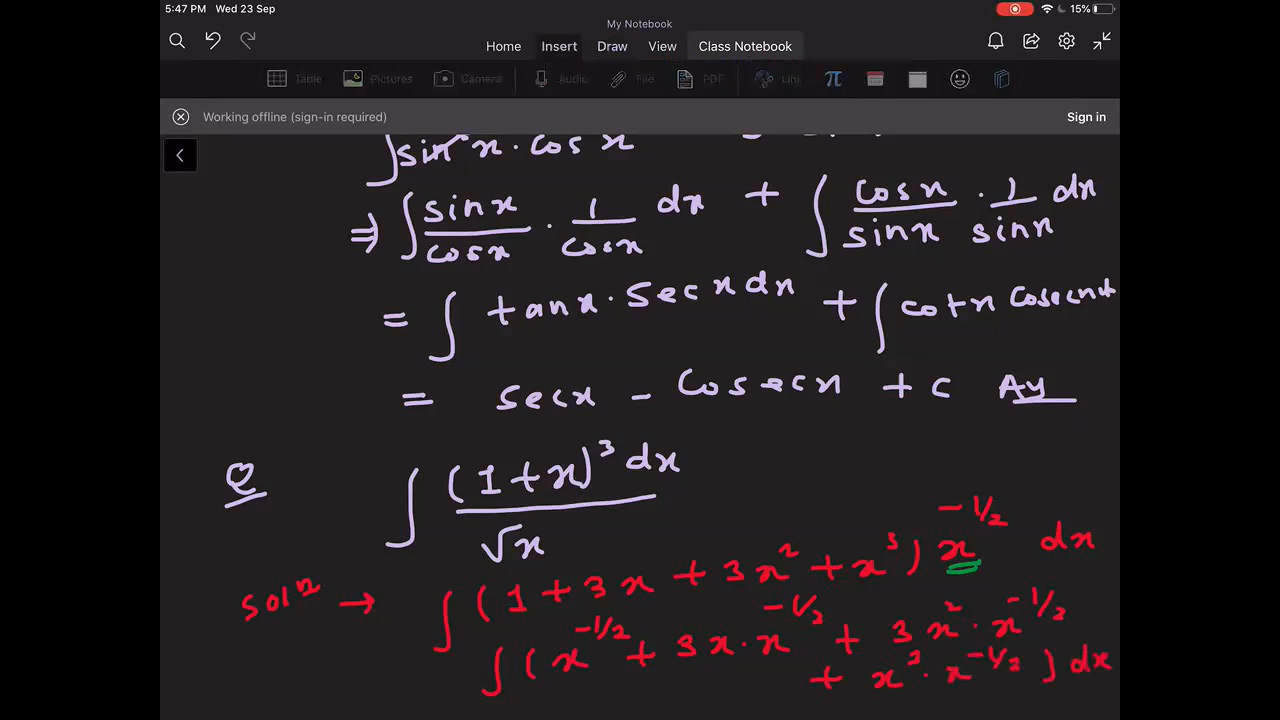 5:47 PM Wed 23 Sep
15%
My Notebook
Home Insert Draw View Class Notebook
Table Pictures Camera Audio File PDF Link
Working offline (sign-in required) Sign in
∫ sin² x · cos x
⇒ ∫ sinx/cosx · 1/cosx dx + ∫ cosx/sinx · 1/sinx dx
= ∫ tanx · secx dx + ∫ cotx cosecx
= secx - cosecx + c
Q ∫ (1+x)³ dx / √x
solⁿ → ∫ (1 + 3x + 3x² + x³) x^-1/2 dx
∫ (x^-1/2 + 3x · x^-1/2 + 3x² · x^-1/2
+ x³ · x^-1/2) dx